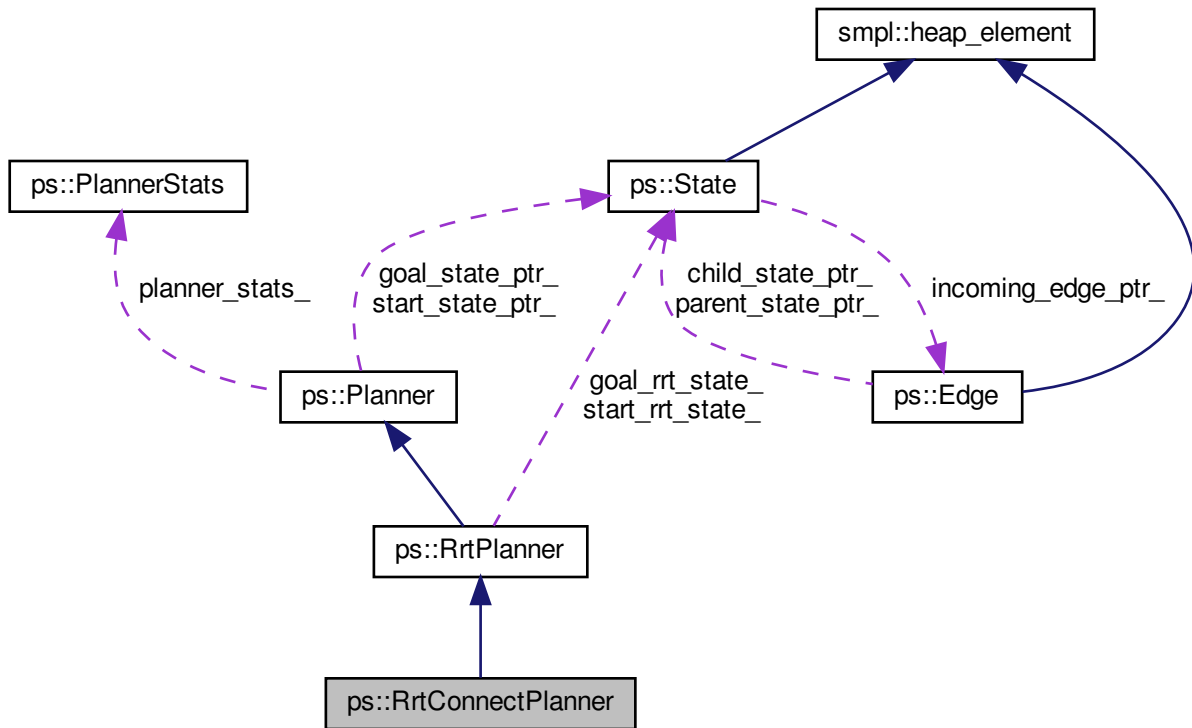 smpl::heap_element
ps::PlannerStats
ps::State
planner_stats_
goal_state_ptr_
start_state_ptr_
child_state_ptr_
parent_state_ptr_
incoming_edge_ptr_
ps::Planner
goal_rrt_state_
start_rrt_state_
ps::Edge
ps::RrtPlanner
ps::RrtConnectPlanner